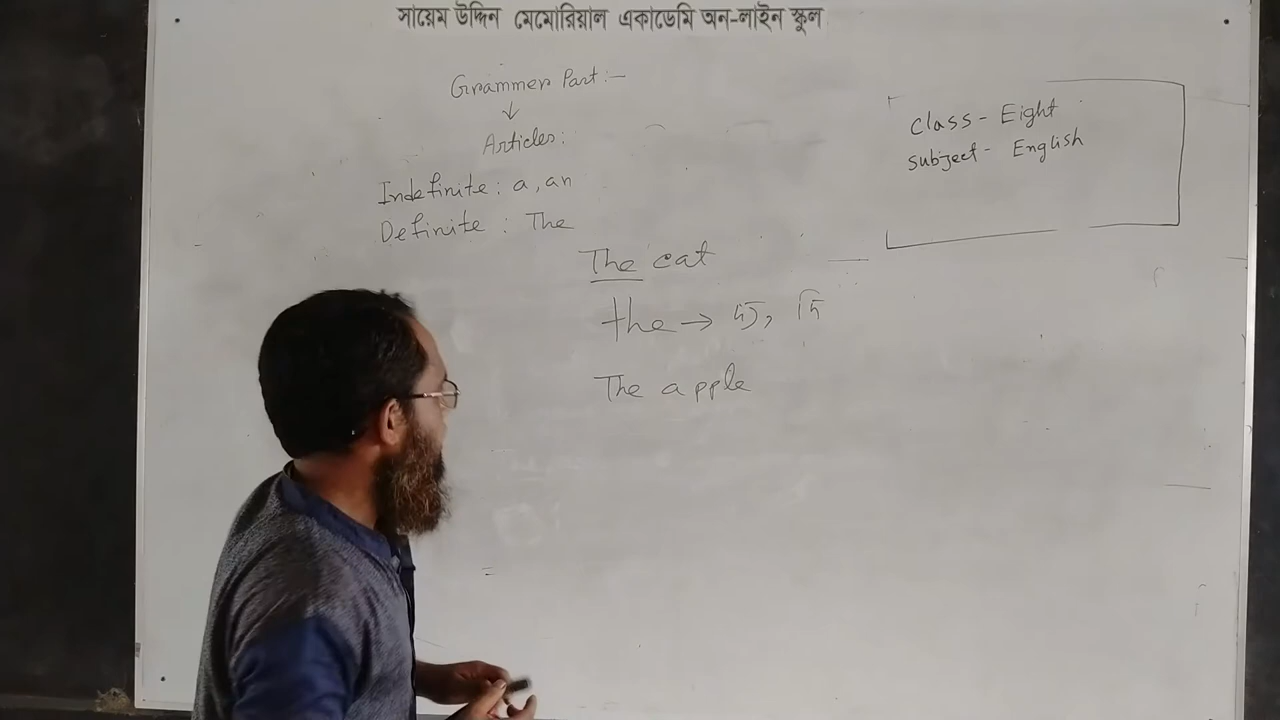 সায়েম উদ্দিন মেমোরিয়াল একাডেমি অন-লাইন স্কুল
Grammer Part:-
↓
Articles:
Indefinite: a, an
Definite : The
The cat
the → টা, টি
The apple
Class- Eight
subject- English